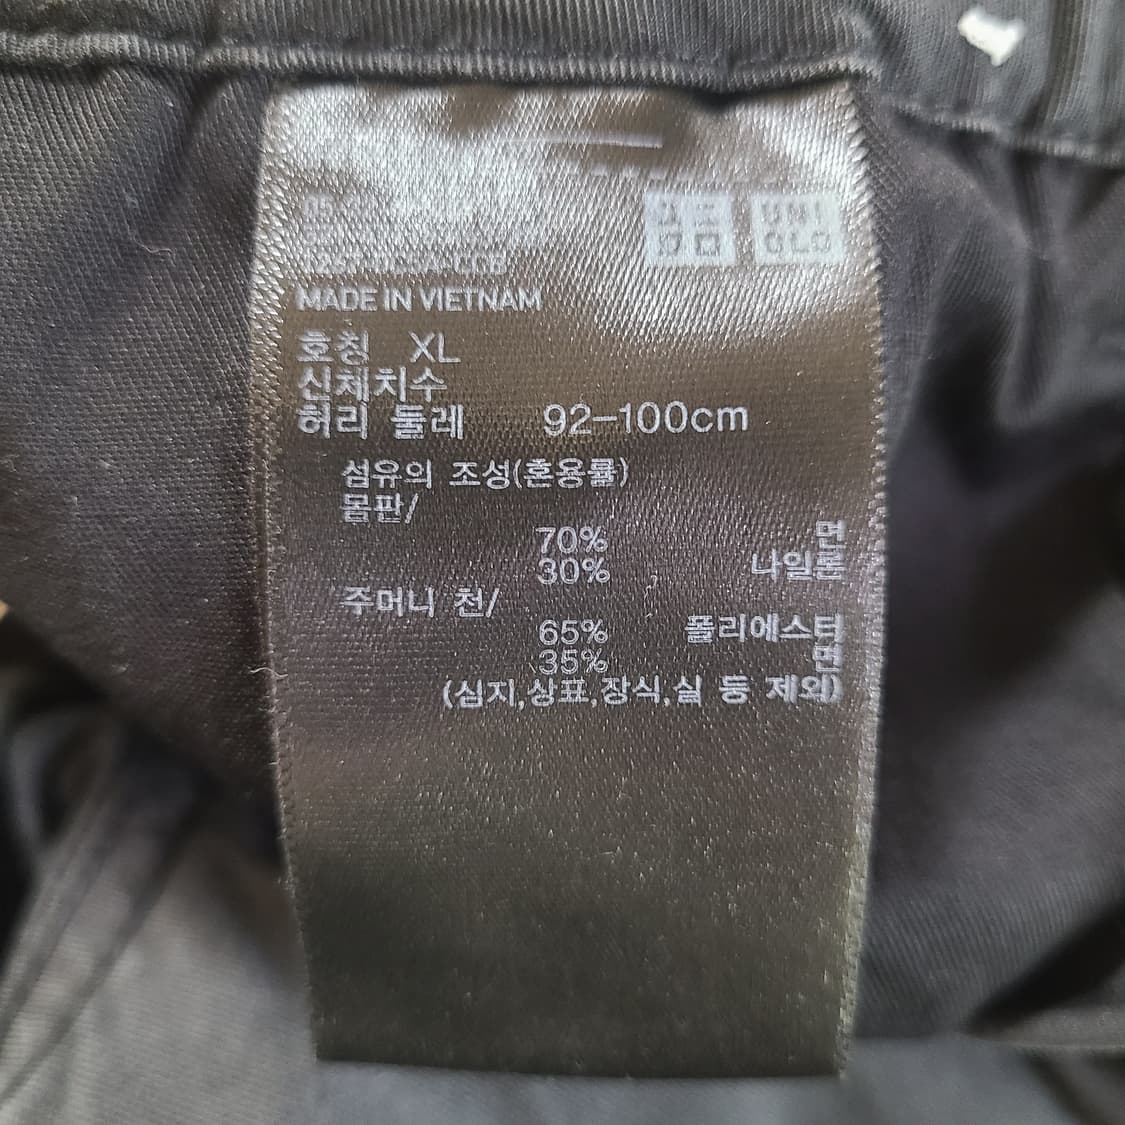 UNI
QLO
MADE IN VIETNAM
호칭 XL
신체치수
허리 둘레 92-100cm
섬유의 조성(혼용률)
몸판/
70% 면
30% 나일론
주머니 천/
65% 폴리에스터
35% 면
(심지,상표,장식,실 등 제외)